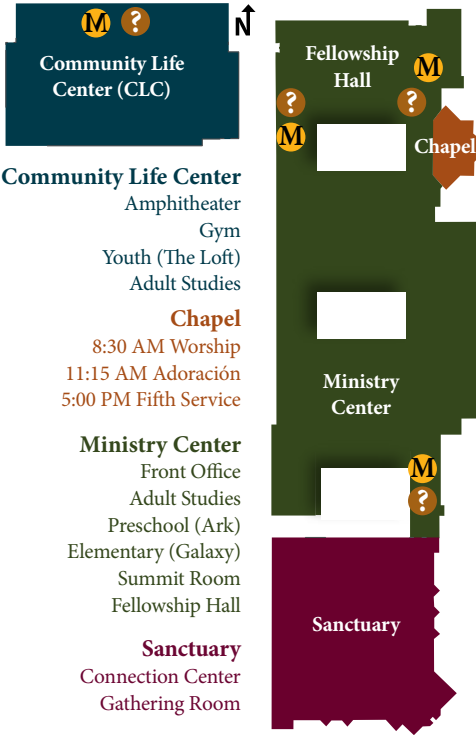 M ?
N
Community Life
Center (CLC)
Fellowship
Hall
M
? ?
M
Chapel
Community Life Center
Amphitheater
Gym
Youth (The Loft)
Adult Studies
Chapel
8:30 AM Worship
11:15 AM Adoración
5:00 PM Fifth Service
Ministry
Center
Ministry Center
Front Office
Adult Studies
Preschool (Ark)
Elementary (Galaxy)
Summit Room
Fellowship Hall
M
?
Sanctuary
Sanctuary
Connection Center
Gathering Room